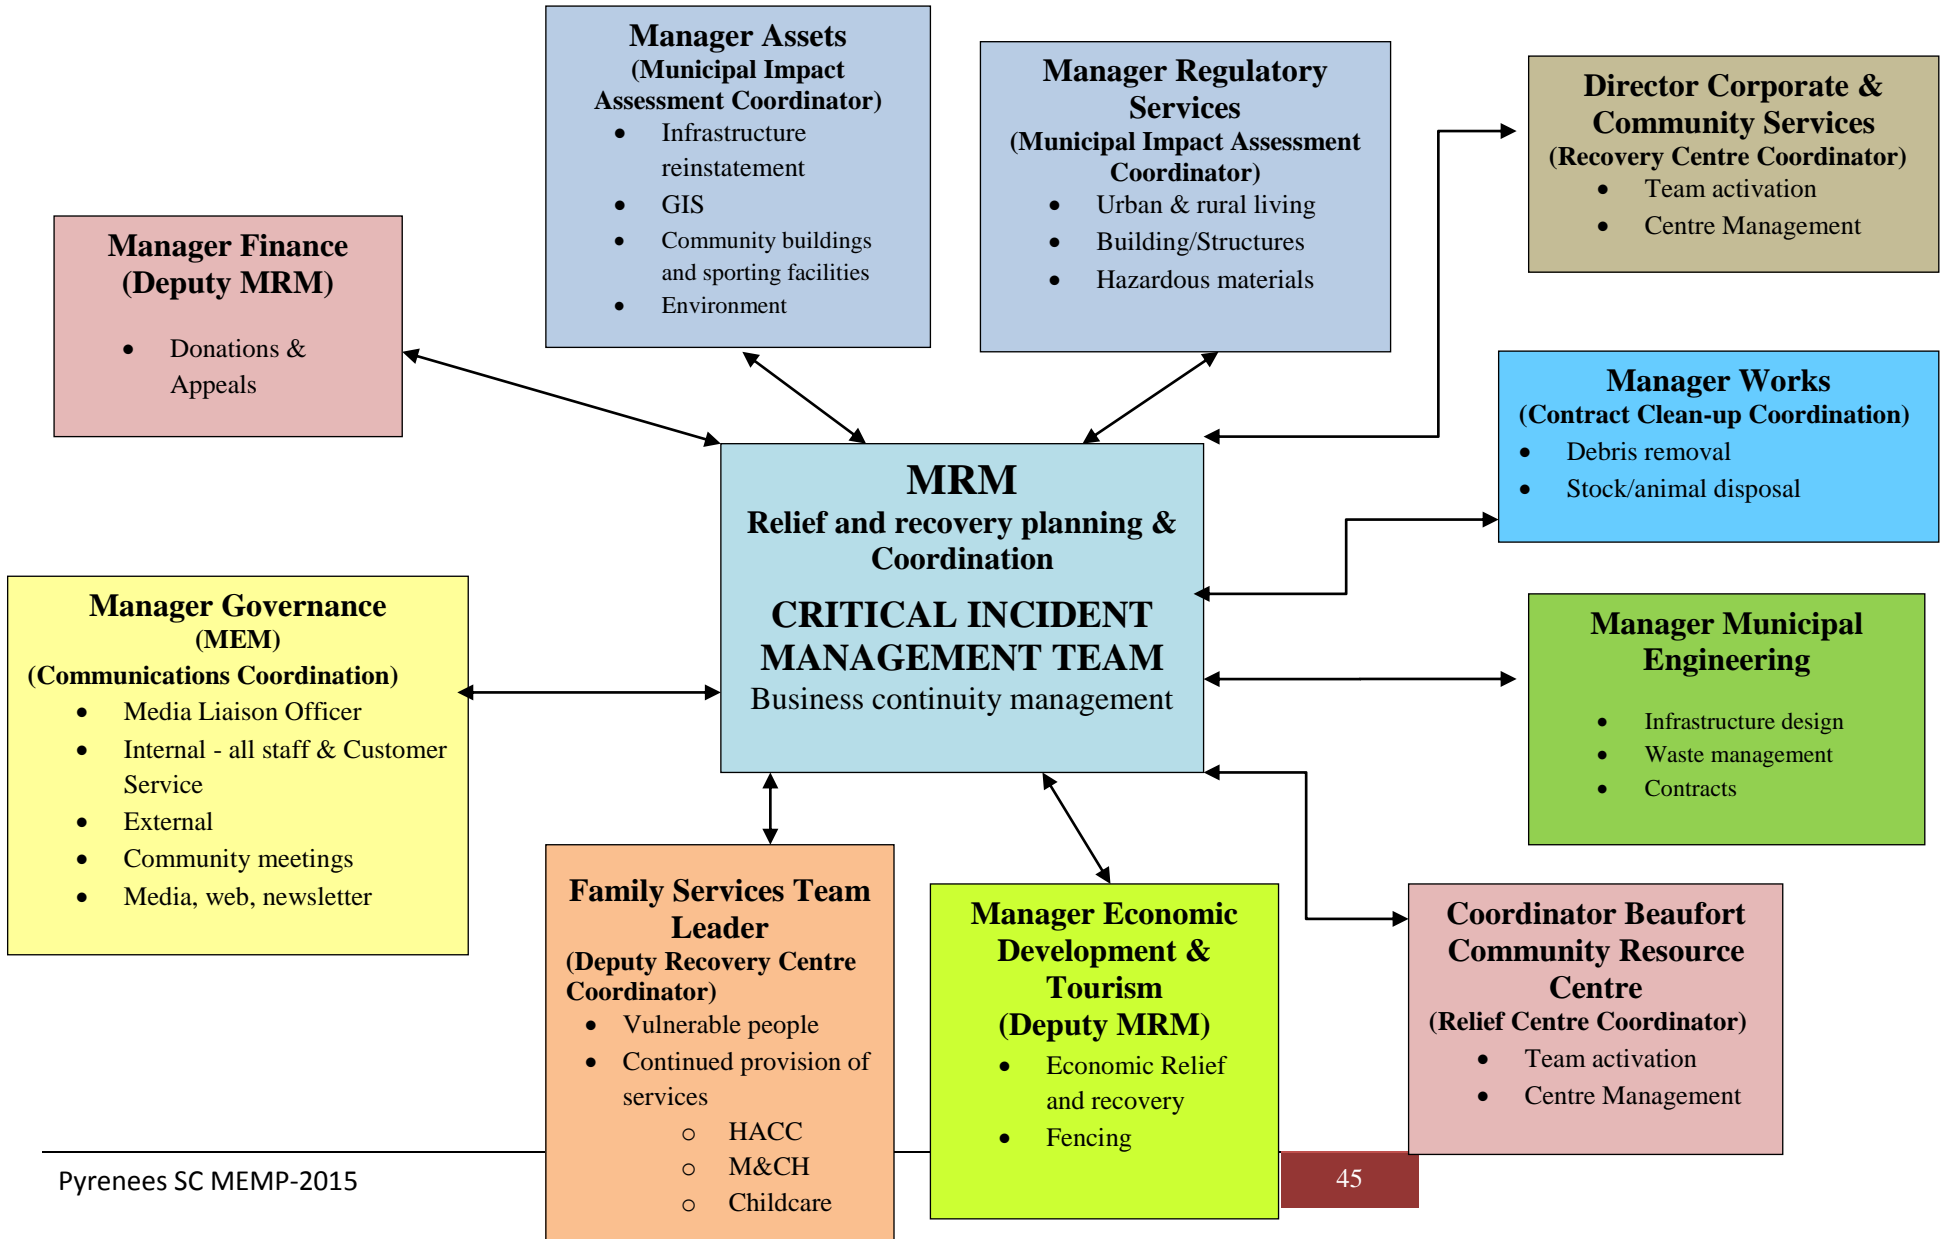 Manager Assets
(Municipal Impact
Assessment Coordinator)
• Infrastructure
reinstatement
• GIS
• Community buildings
and sporting facilities
• Environment
Manager Regulatory
Services
(Municipal Impact Assessment
Coordinator)
• Urban & rural living
• Building/Structures
• Hazardous materials
Director Corporate &
Community Services
(Recovery Centre Coordinator)
• Team activation
• Centre Management
Manager Finance
(Deputy MRM)
• Donations &
Appeals
Manager Works
(Contract Clean-up Coordination)
• Debris removal
• Stock/animal disposal
MRM
Relief and recovery planning &
Coordination
CRITICAL INCIDENT
MANAGEMENT TEAM
Business continuity management
Manager Governance
(MEM)
(Communications Coordination)
• Media Liaison Officer
• Internal - all staff & Customer
Service
• External
• Community meetings
• Media, web, newsletter
Manager Municipal
Engineering
• Infrastructure design
• Waste management
• Contracts
Family Services Team
Leader
(Deputy Recovery Centre
Coordinator)
• Vulnerable people
• Continued provision of
services
o HACC
o M&CH
o Childcare
Manager Economic
Development &
Tourism
(Deputy MRM)
• Economic Relief
and recovery
• Fencing
Coordinator Beaufort
Community Resource
Centre
(Relief Centre Coordinator)
• Team activation
• Centre Management
Pyrenees SC MEMP-2015
45